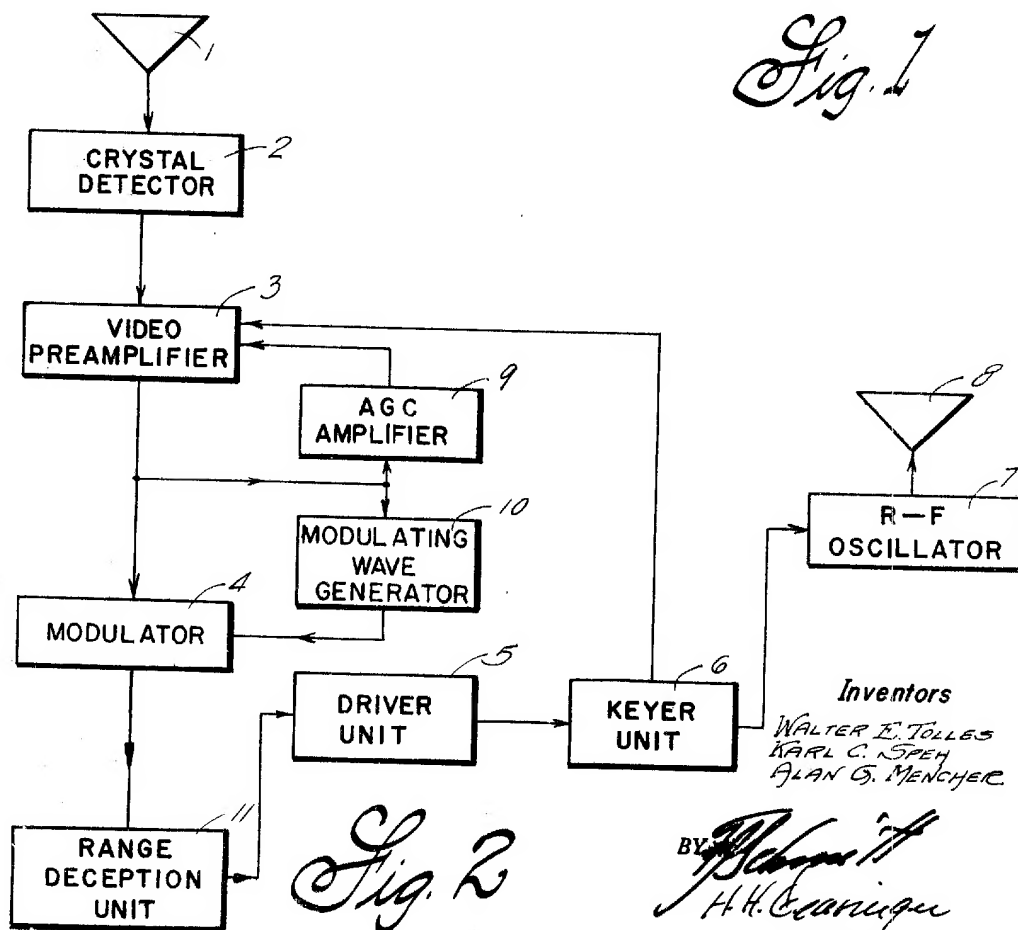 Fig. 1
1
CRYSTAL
DETECTOR
2
VIDEO
PREAMPLIFIER
3
AGC
AMPLIFIER
9
8
MODULATING
WAVE
GENERATOR
10
R-F
OSCILLATOR
7
MODULATOR
4
DRIVER
UNIT
5
KEYER
UNIT
6
Inventors
WALTER E. TOLLES
KARL C. SPEH
ALAN G. MENCHER
RANGE
DECEPTION
UNIT
11
Fig. 2
BY
H.H.